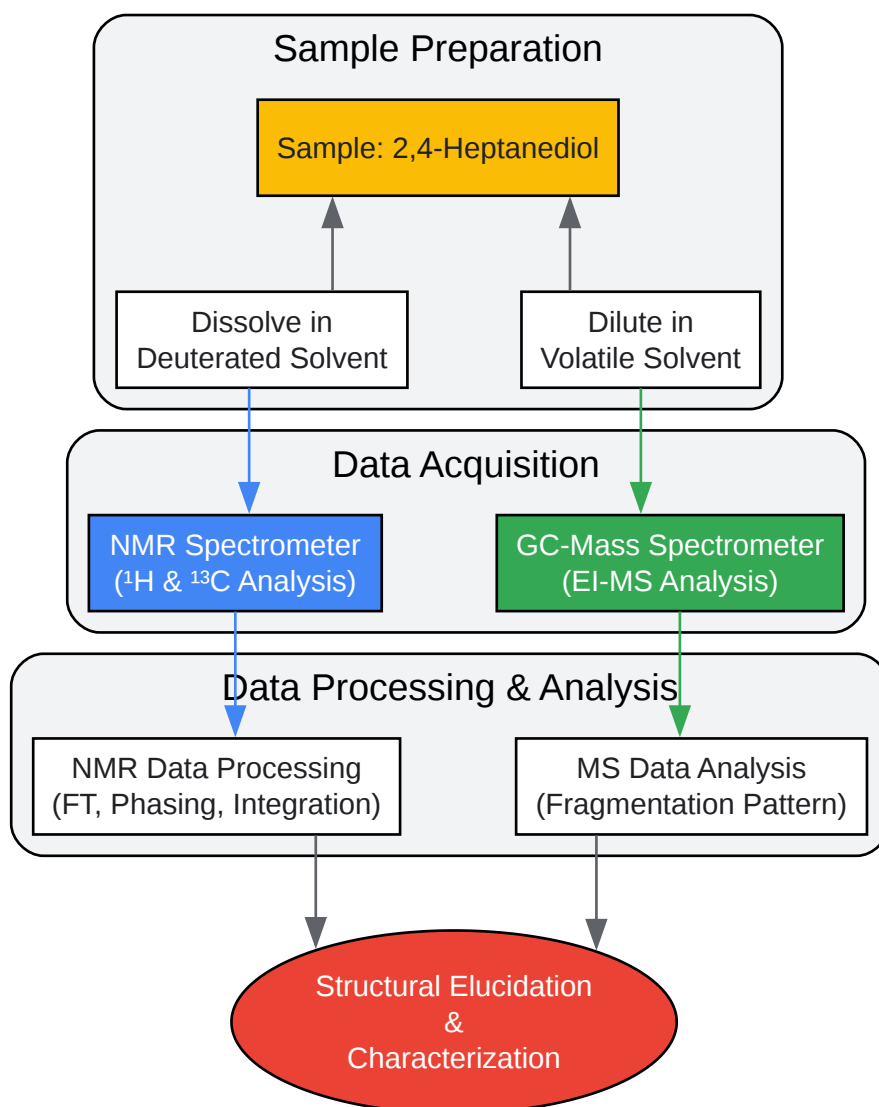 Sample Preparation
Sample: 2,4-Heptanediol
Dissolve in
Deuterated Solvent
Dilute in
Volatile Solvent
Data Acquisition
NMR Spectrometer
(¹H & ¹³C Analysis)
GC-Mass Spectrometer
(EI-MS Analysis)
Data Processing & Analysis
NMR Data Processing
(FT, Phasing, Integration)
MS Data Analysis
(Fragmentation Pattern)
Structural Elucidation
&
Characterization